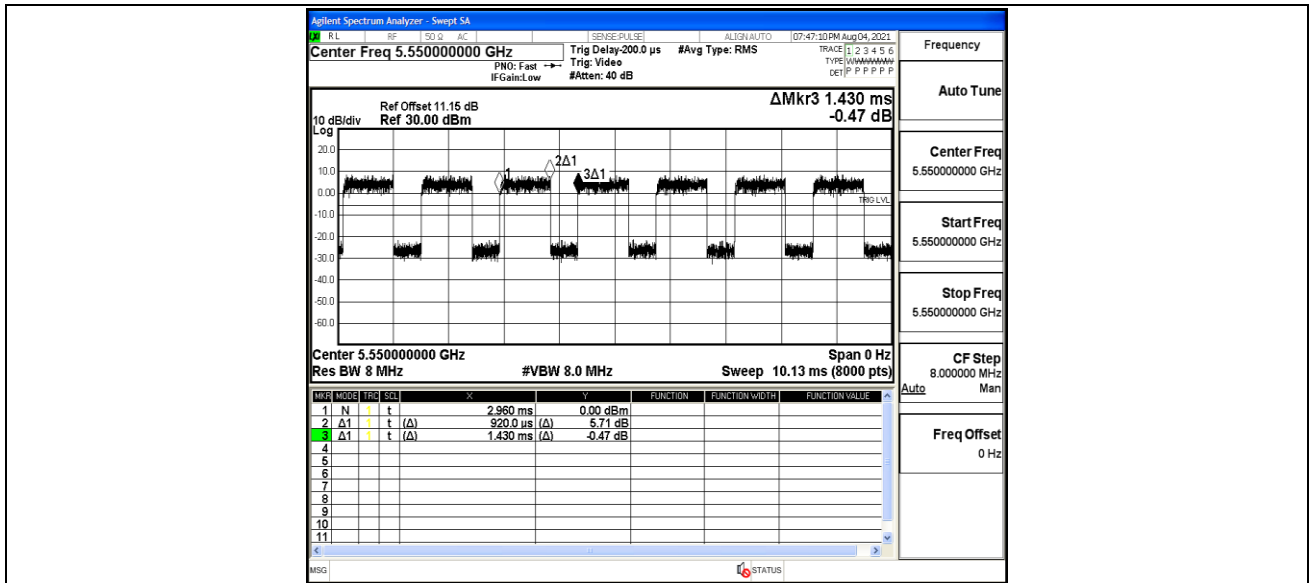 Agilent Spectrum Analyzer - Swept SA
RL RF 50 Ω AC SENSE:PULSE ALIGN AUTO 07:47:10 PM Aug 04, 2021
Center Freq 5.550000000 GHz
PNO: Fast
IFGain:Low
Trig Delay-200.0 µs
Trig: Video
#Atten: 40 dB
#Avg Type: RMS
TRACE 1 2 3 4 5 6
TYPE
DET P P P P P P
ΔMkr3 1.430 ms
-0.47 dB
Ref Offset 11.15 dB
10 dB/div Ref 30.00 dBm
Log
20.0
10.0
0.00
-10.0
-20.0
-30.0
-40.0
-50.0
-60.0
1
2Δ1
3Δ1
TRIG LVL
Center 5.550000000 GHz Span 0 Hz
Res BW 8 MHz #VBW 8.0 MHz Sweep 10.13 ms (8000 pts)
MKR MODE TRC SCL X Y FUNCTION FUNCTION WIDTH FUNCTION VALUE
1 N 1 t 2.960 ms 0.00 dBm
2 Δ1 1 t (Δ) 920.0 µs (Δ) 5.71 dB
3 Δ1 1 t (Δ) 1.430 ms (Δ) -0.47 dB
4
5
6
7
8
9
10
11
MSG STATUS
Frequency
Auto Tune
Center Freq
5.550000000 GHz
Start Freq
5.550000000 GHz
Stop Freq
5.550000000 GHz
CF Step
8.000000 MHz
Auto Man
Freq Offset
0 Hz